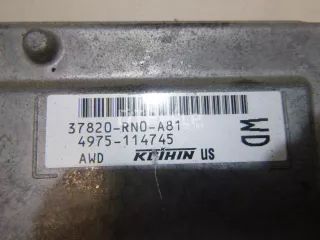 37820-RN0-A81
4975-114745
AWD KEIHIN US
WD